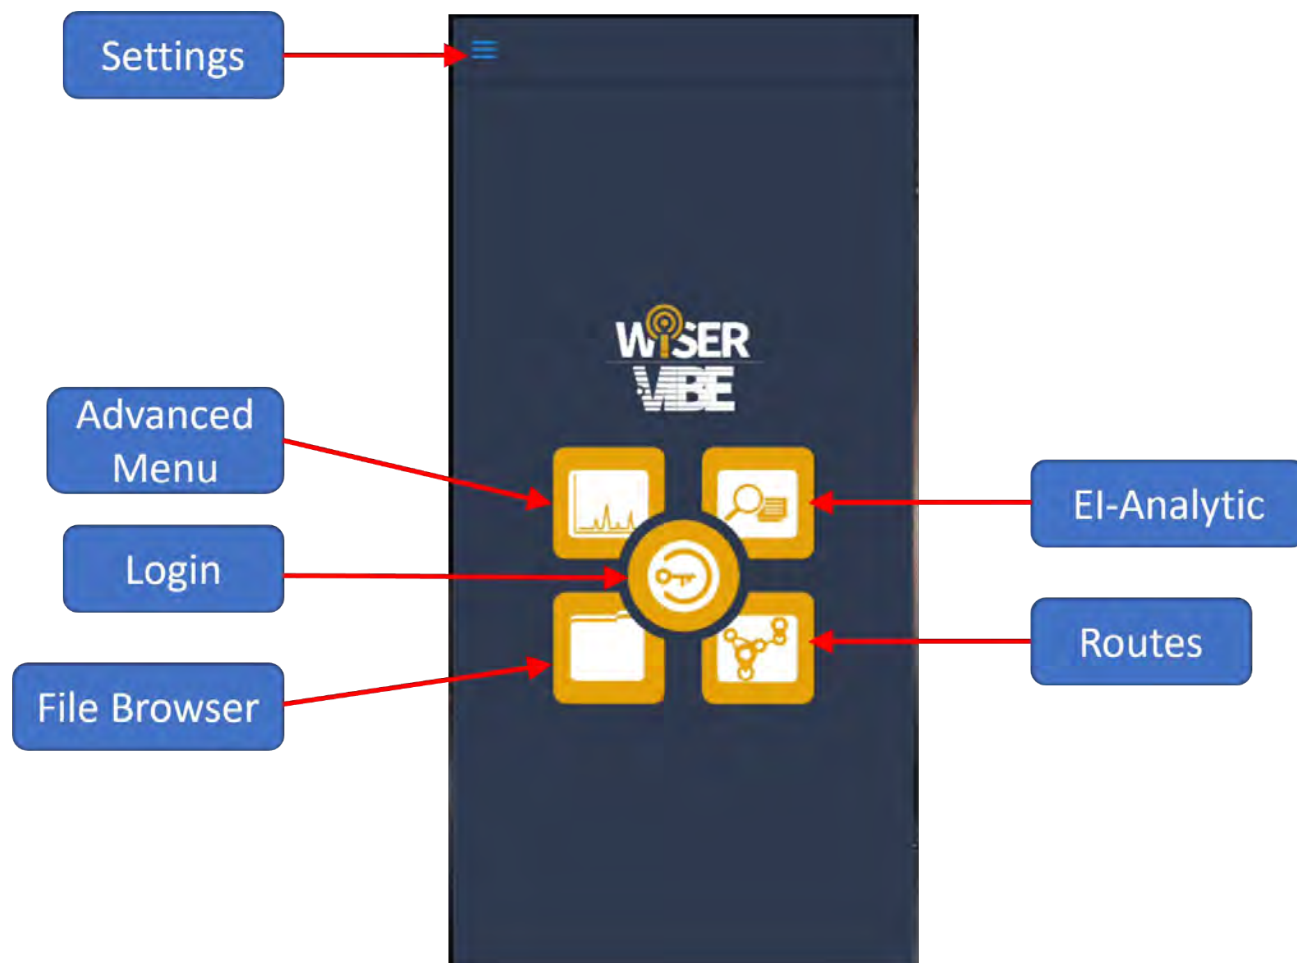 Settings
WiSER
ViBE
Advanced
Menu
EI-Analytic
Login
Routes
File Browser